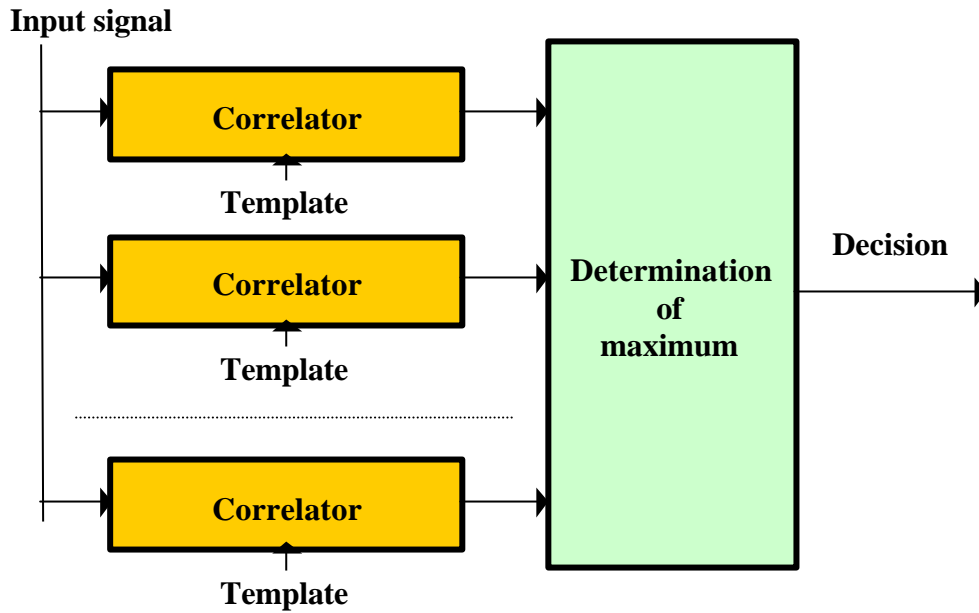 Input signal
Correlator
Template
Correlator
Template
Correlator
Template
Determination
of
maximum
Decision